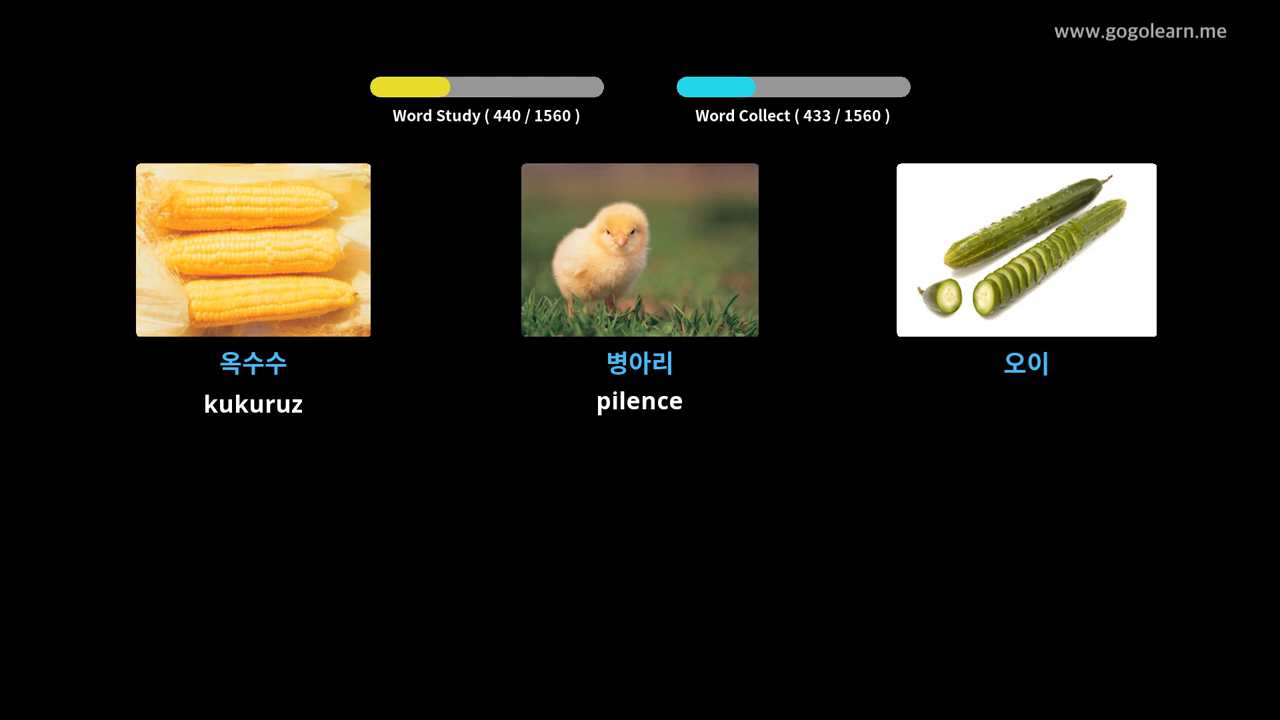 www.gogolearn.me
Word Study ( 440 / 1560 )
Word Collect ( 433 / 1560 )
옥수수
kukuruz
병아리
pilence
오이